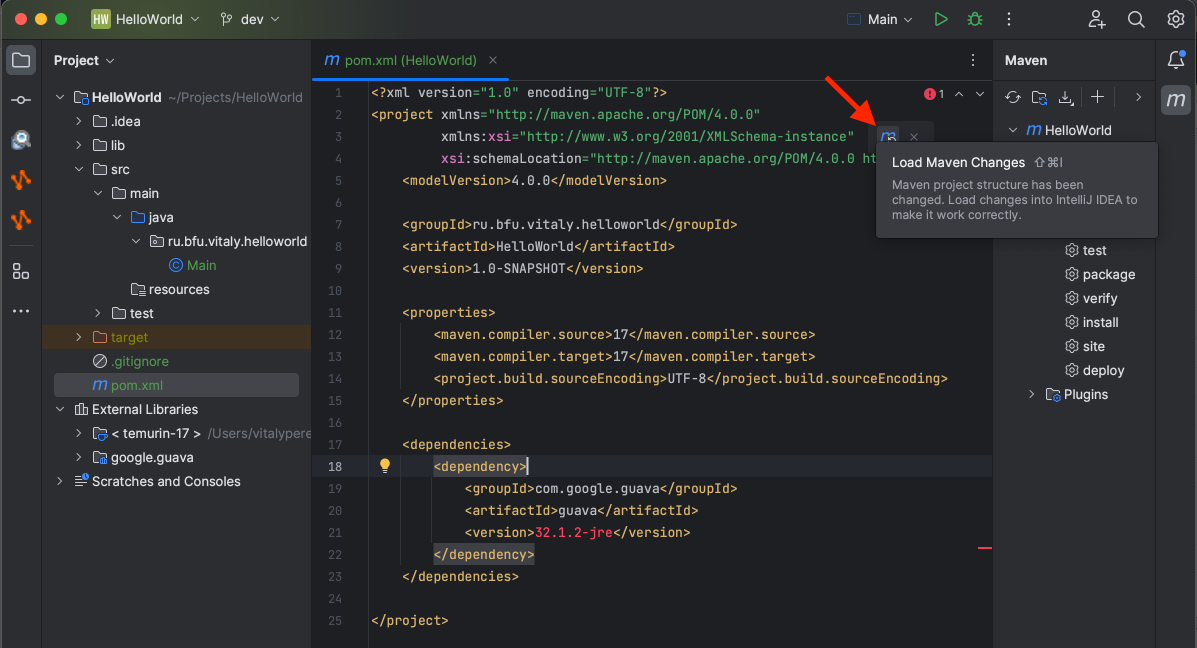 HW HelloWorld dev Main
Project
HelloWorld ~/Projects/HelloWorld
.idea
lib
src
main
java
ru.bfu.vitaly.helloworld
Main
resources
test
target
.gitignore
m pom.xml
External Libraries
< temurin-17 > /Users/vitalypere
google.guava
Scratches and Consoles
m pom.xml (HelloWorld)
1
1 <?xml version="1.0" encoding="UTF-8"?>
2 <project xmlns="http://maven.apache.org/POM/4.0.0"
3 xmlns:xsi="http://www.w3.org/2001/XMLSchema-instance"
4 xsi:schemaLocation="http://maven.apache.org/POM/4.0.0 ht
5 <modelVersion>4.0.0</modelVersion>
6
7 <groupId>ru.bfu.vitaly.helloworld</groupId>
8 <artifactId>HelloWorld</artifactId>
9 <version>1.0-SNAPSHOT</version>
10
11 <properties>
12 <maven.compiler.source>17</maven.compiler.source>
13 <maven.compiler.target>17</maven.compiler.target>
14 <project.build.sourceEncoding>UTF-8</project.build.sourceEncoding>
15 </properties>
16
17 <dependencies>
18 <dependency>
19 <groupId>com.google.guava</groupId>
20 <artifactId>guava</artifactId>
21 <version>32.1.2-jre</version>
22 </dependency>
23 </dependencies>
24
25 </project>
m
Load Maven Changes ⇧⌘I
Maven project structure has been
changed. Load changes into IntelliJ IDEA to
make it work correctly.
Maven
m HelloWorld
test
package
verify
install
site
deploy
Plugins
m